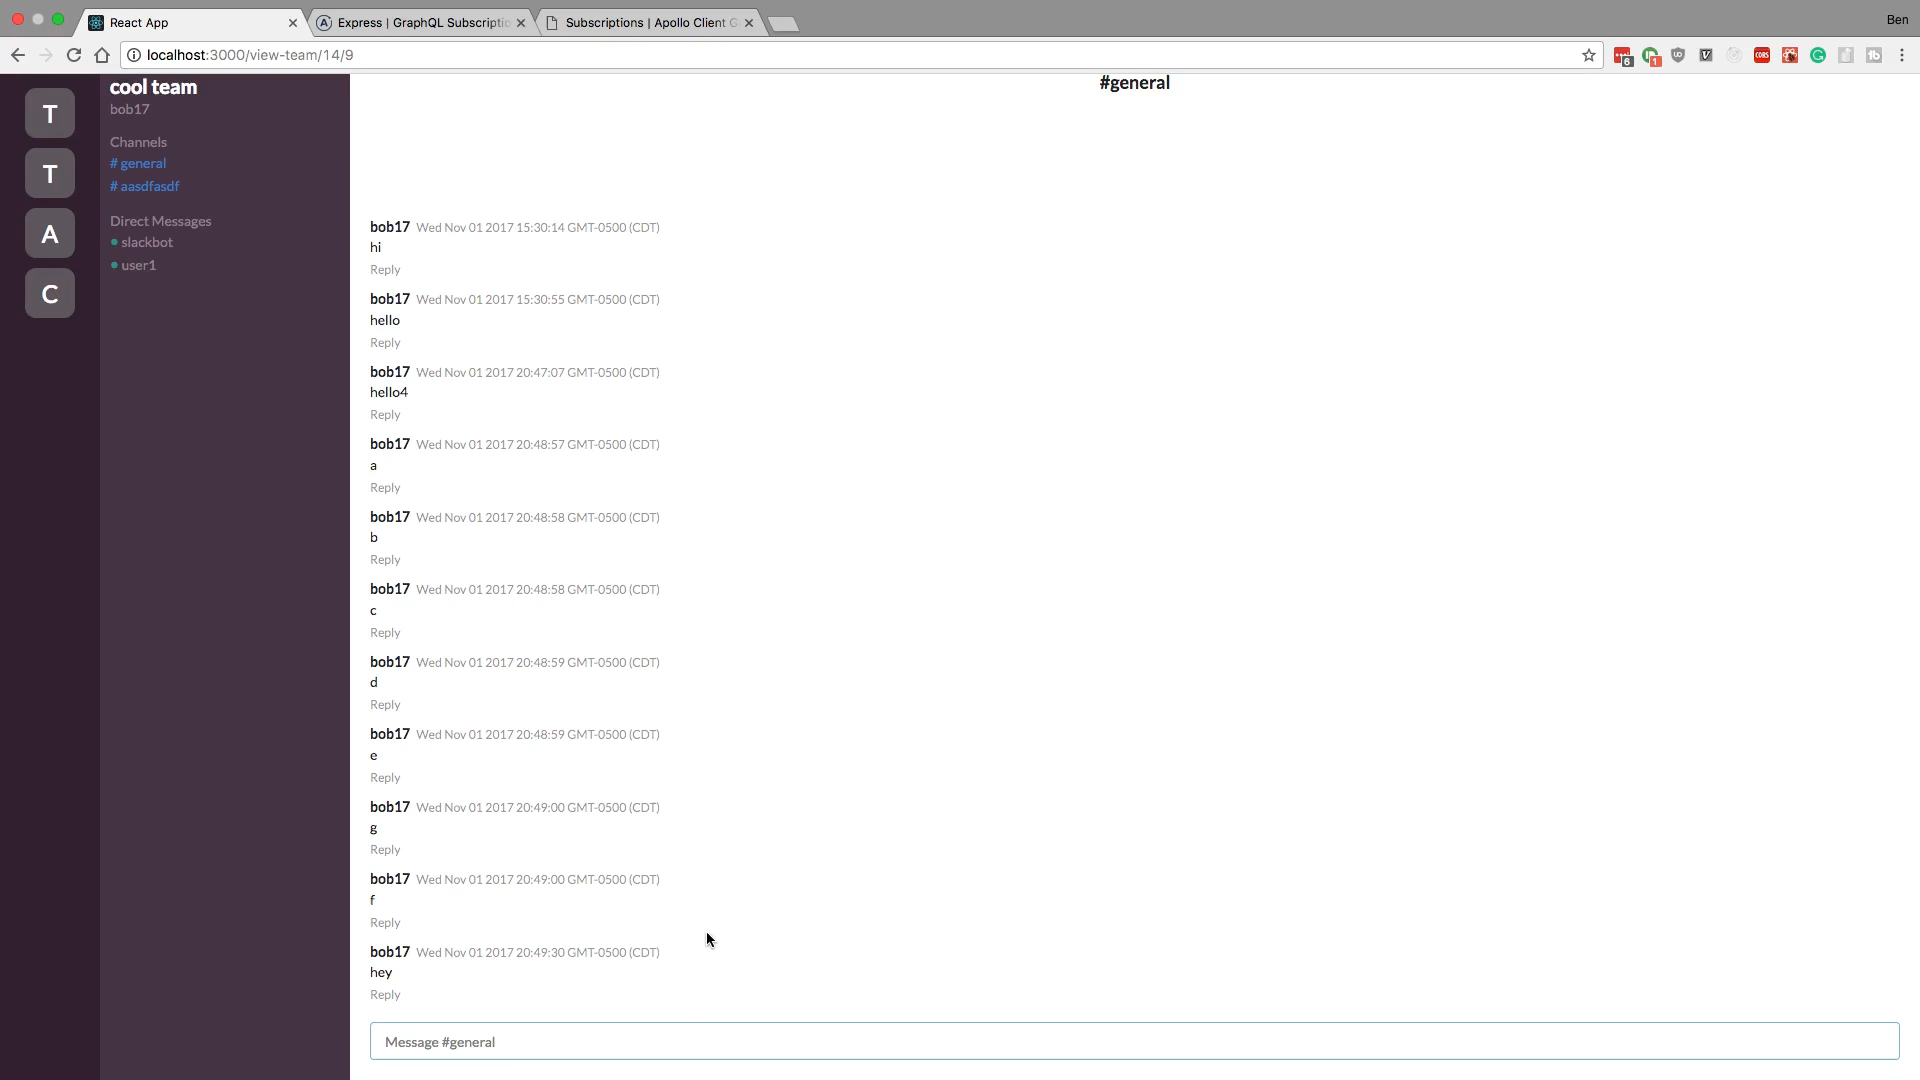 React App
Express | GraphQL Subscriptio
Subscriptions | Apollo Client G
Ben
localhost:3000/view-team/14/9
6
1
CORS
T
T
A
C
cool team
bob17
Channels
# general
# aasdfasdf
Direct Messages
slackbot
user1
#general
bob17 Wed Nov 01 2017 15:30:14 GMT-0500 (CDT)
hi
Reply
bob17 Wed Nov 01 2017 15:30:55 GMT-0500 (CDT)
hello
Reply
bob17 Wed Nov 01 2017 20:47:07 GMT-0500 (CDT)
hello4
Reply
bob17 Wed Nov 01 2017 20:48:57 GMT-0500 (CDT)
a
Reply
bob17 Wed Nov 01 2017 20:48:58 GMT-0500 (CDT)
b
Reply
bob17 Wed Nov 01 2017 20:48:58 GMT-0500 (CDT)
c
Reply
bob17 Wed Nov 01 2017 20:48:59 GMT-0500 (CDT)
d
Reply
bob17 Wed Nov 01 2017 20:48:59 GMT-0500 (CDT)
e
Reply
bob17 Wed Nov 01 2017 20:49:00 GMT-0500 (CDT)
g
Reply
bob17 Wed Nov 01 2017 20:49:00 GMT-0500 (CDT)
f
Reply
bob17 Wed Nov 01 2017 20:49:30 GMT-0500 (CDT)
hey
Reply
Message #general